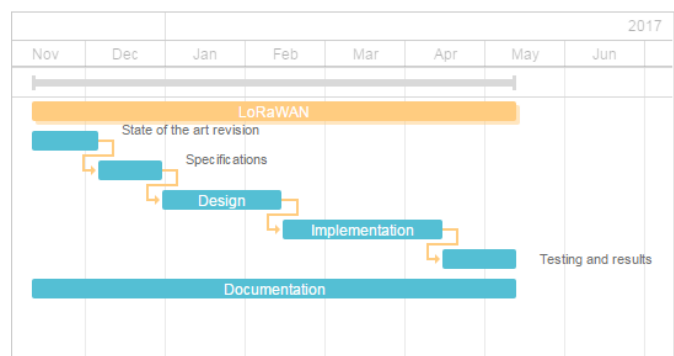 2017
Nov Dec Jan Feb Mar Apr May Jun
LoRaWAN
State of the art revision
Specifications
Design
Implementation
Testing and results
Documentation